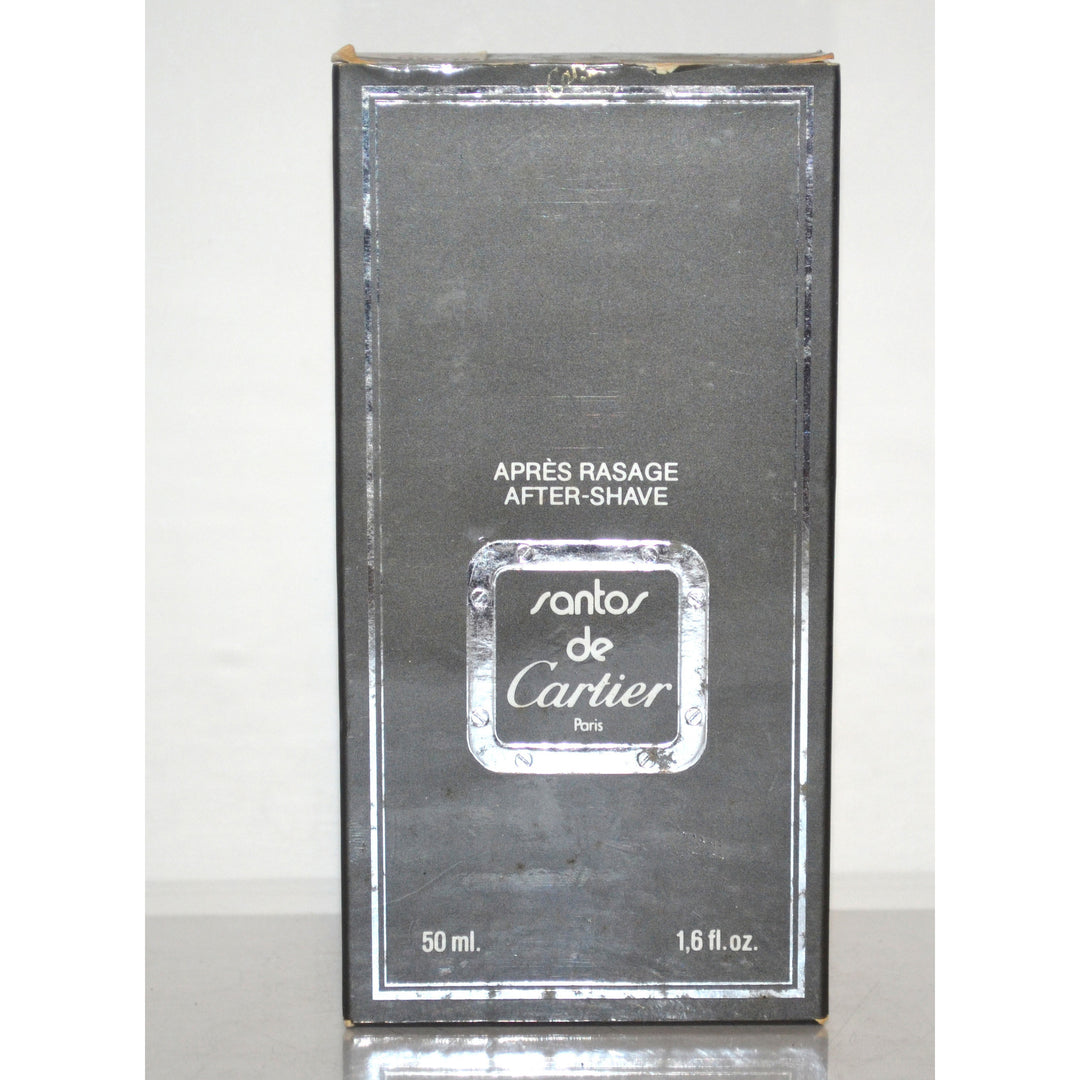 APRÈS RASAGE
AFTER-SHAVE
santos
de
Cartier
Paris
50 ml.
1,6 fl.oz.